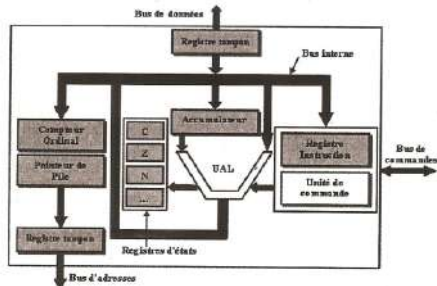 Bus de données
Registre tampon
Bus Interne
Accumulateur
Compteur
Ordinal
Pointeur de
Pile
C
Z
N
...
UAL
Registre
Instruction
Unité de
commande
Bus de
commandes
Registres d'états
Registre tampon
Bus d'adresses